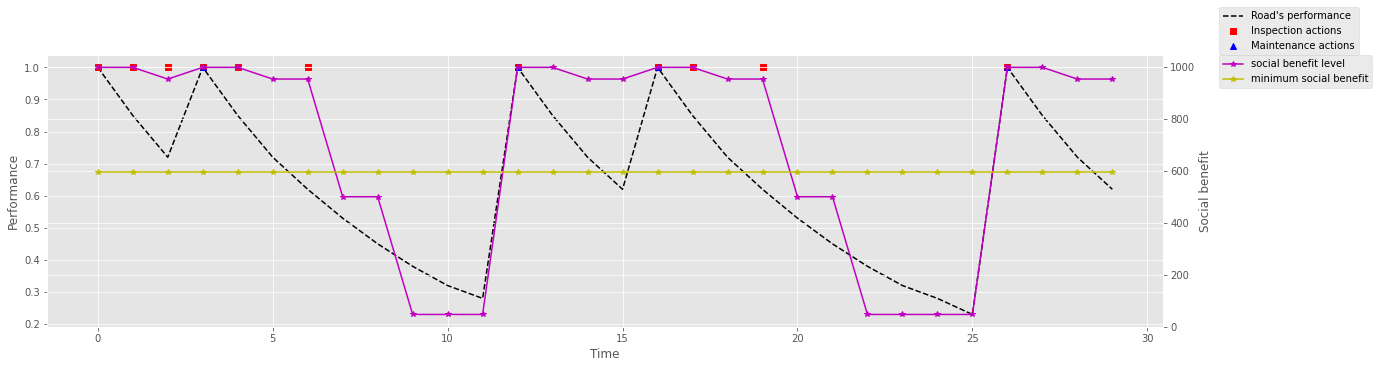 Road's performance
Inspection actions
Maintenance actions
social benefit level
minimum social benefit
1.0
0.9
0.8
0.7
0.6
0.5
0.4
0.3
0.2
Performance
1000
800
600
400
200
0
Social benefit
0 5 10 15 20 25 30
Time